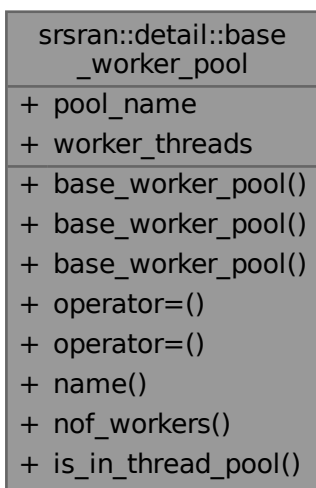 srsran::detail::base
_worker_pool
+ pool_name
+ worker_threads
+ base_worker_pool()
+ base_worker_pool()
+ base_worker_pool()
+ operator=()
+ operator=()
+ name()
+ nof_workers()
+ is_in_thread_pool()